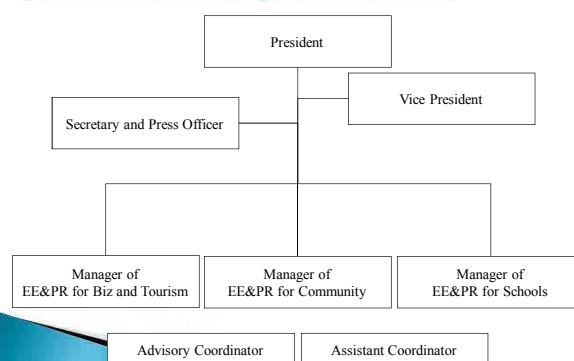 President
Vice President
Secretary and Press Officer
Manager of
EE&PR for Biz and Tourism
Manager of
EE&PR for Community
Manager of
EE&PR for Schools
Advisory Coordinator
Assistant Coordinator